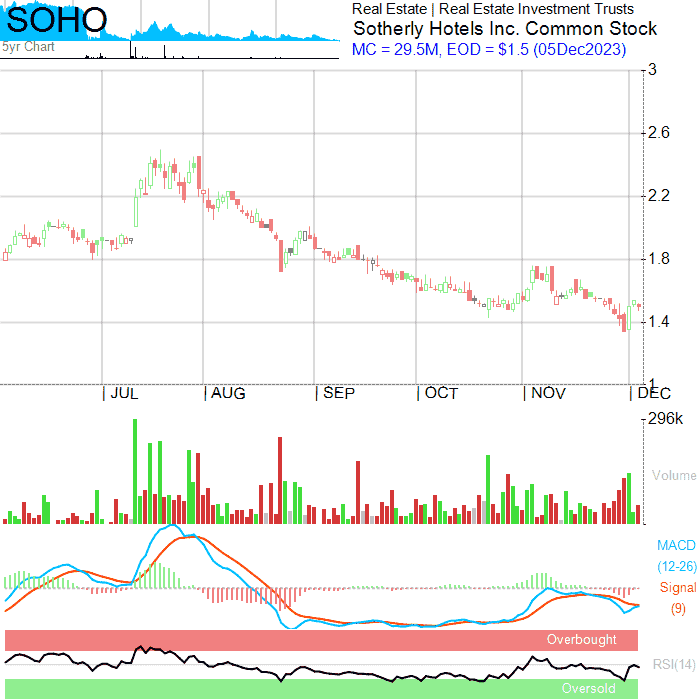 SOHO
5yr Chart
Real Estate | Real Estate Investment Trusts
Sotherly Hotels Inc. Common Stock
MC = 29.5M, EOD = $1.5 (05Dec2023)
3
2.6
2.2
1.8
1.4
1
| JUL | AUG | SEP | OCT | NOV | DEC
296k
Volume
MACD
(12-26)
Signal
(9)
Overbought
RSI(14)
Oversold